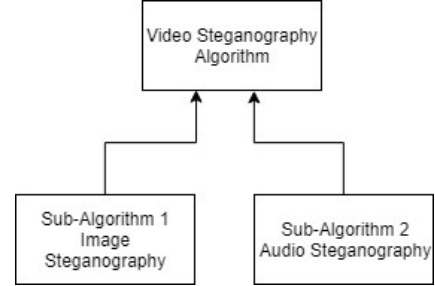 Video Steganography
Algorithm
Sub-Algorithm 1
Image
Steganography
Sub-Algorithm 2
Audio Steganography